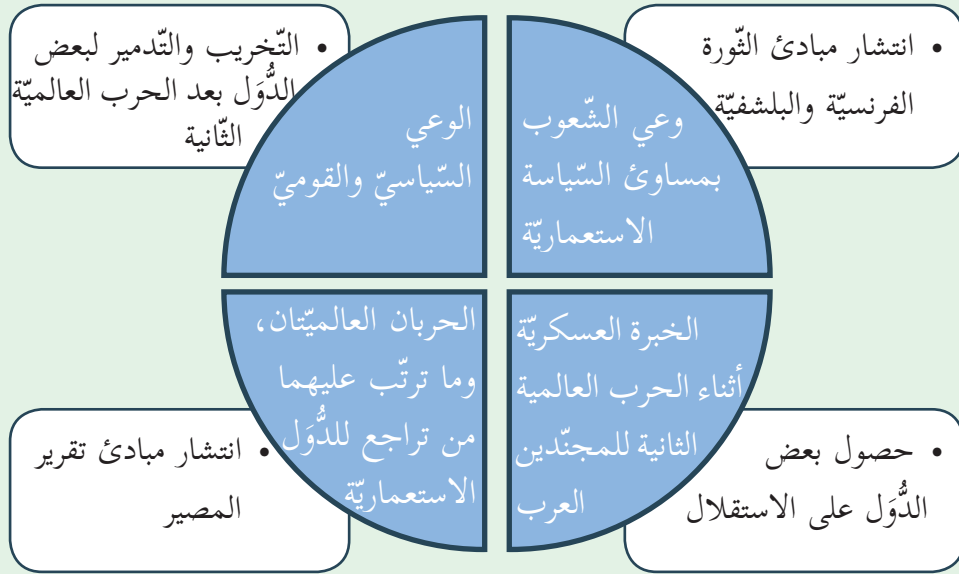 • انتشار مبادئ الثّورة
الفرنسيّة والبلشفيّة
وعي الشّعوب
بمساوئ السّياسة
الاستعماريّة
الوعي
السّياسيّ والقوميّ
• التّخريب والتّدمير لبعض
الدُّوَل بعد الحرب العالميّة
الثّانية
الخبرة العسكريّة
أثناء الحرب العالمية
الثانية للمجنّدين
العرب
• حصول بعض
الدُّوَل على الاستقلال
الحربان العالميّتان،
وما ترتّب عليهما
من تراجع للدُّوَل
الاستعماريّة
• انتشار مبادئ تقرير
المصير